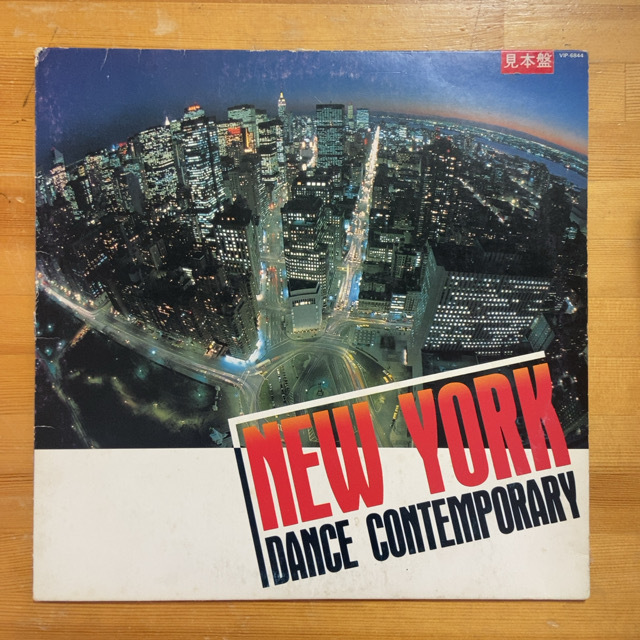 見本盤
VIP-6844
NEW YORK
DANCE CONTEMPORARY